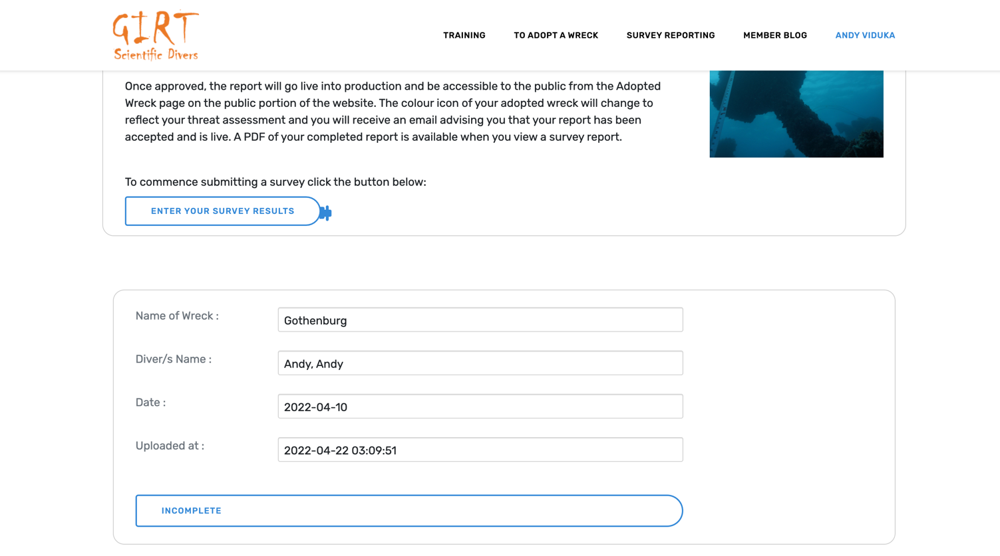 GIRT
Scientific Divers
TRAINING
TO ADOPT A WRECK
SURVEY REPORTING
MEMBER BLOG
ANDY VIDUKA
Once approved, the report will go live into production and be accessible to the public from the Adopted
Wreck page on the public portion of the website. The colour icon of your adopted wreck will change to
reflect your threat assessment and you will receive an email advising you that your report has been
accepted and is live. A PDF of your completed report is available when you view a survey report.
To commence submitting a survey click the button below:
ENTER YOUR SURVEY RESULTS
Name of Wreck :
Gothenburg
Diver/s Name :
Andy, Andy
Date :
2022-04-10
Uploaded at :
2022-04-22 03:09:51
INCOMPLETE